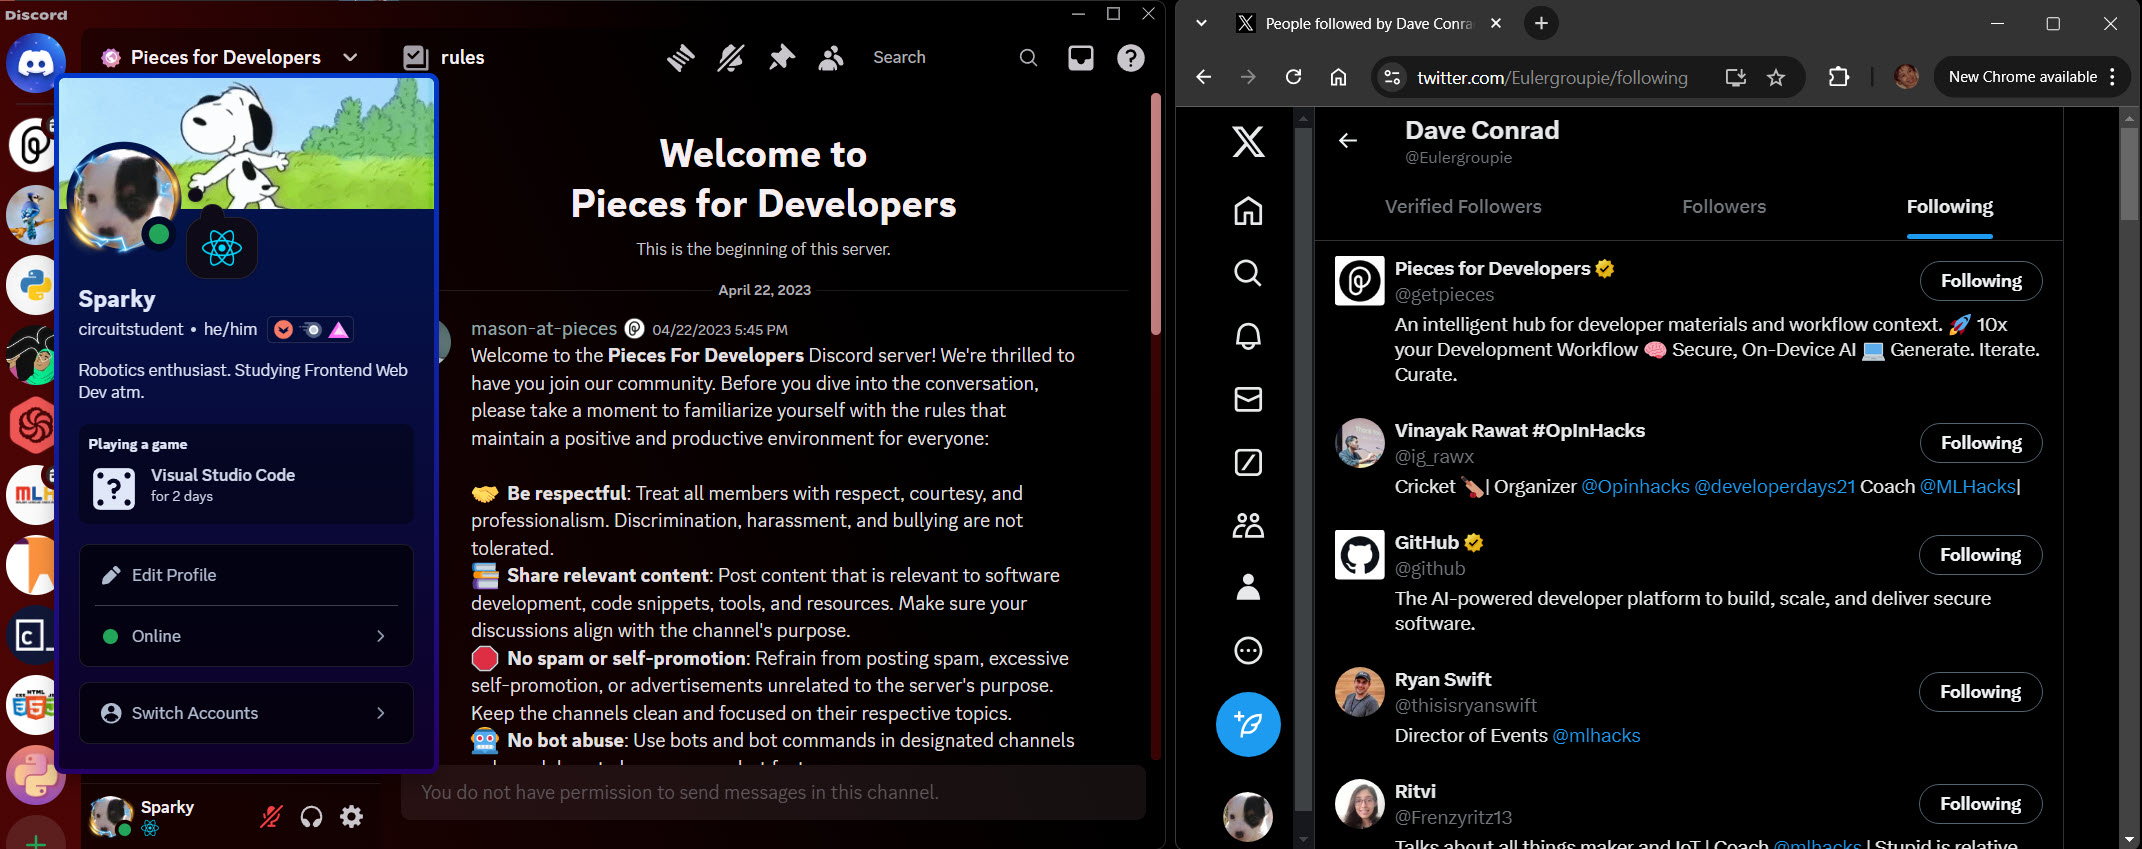 Discord
Pieces for Developers
rules
Search
Sparky
circuitstudent • he/him
Robotics enthusiast. Studying Frontend Web
Dev atm.
Playing a game
Visual Studio Code
for 2 days
Edit Profile
Online
Switch Accounts
Sparky
Welcome to
Pieces for Developers
This is the beginning of this server.
April 22, 2023
mason-at-pieces 04/22/2023 5:45 PM
Welcome to the Pieces For Developers Discord server! We're thrilled to
have you join our community. Before you dive into the conversation,
please take a moment to familiarize yourself with the rules that
maintain a positive and productive environment for everyone:
🤝 Be respectful: Treat all members with respect, courtesy, and
professionalism. Discrimination, harassment, and bullying are not
tolerated.
📚 Share relevant content: Post content that is relevant to software
development, code snippets, tools, and resources. Make sure your
discussions align with the channel's purpose.
🛑 No spam or self-promotion: Refrain from posting spam, excessive
self-promotion, or advertisements unrelated to the server's purpose.
Keep the channels clean and focused on their respective topics.
🤖 No bot abuse: Use bots and bot commands in designated channels
You do not have permission to send messages in this channel.
People followed by Dave Conra
twitter.com/Eulergroupie/following
New Chrome available
Dave Conrad
@Eulergroupie
Verified Followers
Followers
Following
Pieces for Developers
@getpieces
Following
An intelligent hub for developer materials and workflow context. 🚀 10x
your Development Workflow 🧠 Secure, On-Device AI 💻 Generate. Iterate.
Curate.
Vinayak Rawat #OpInHacks
@ig_rawx
Following
Cricket 🏏| Organizer @Opinhacks @developerdays21 Coach @MLHacks|
GitHub
@github
Following
The AI-powered developer platform to build, scale, and deliver secure
software.
Ryan Swift
@thisisryanswift
Following
Director of Events @mlhacks
Ritvi
@Frenzyritz13
Following
Talks about all things maker and IoT | Coach @mlhacks | Stupid is relative